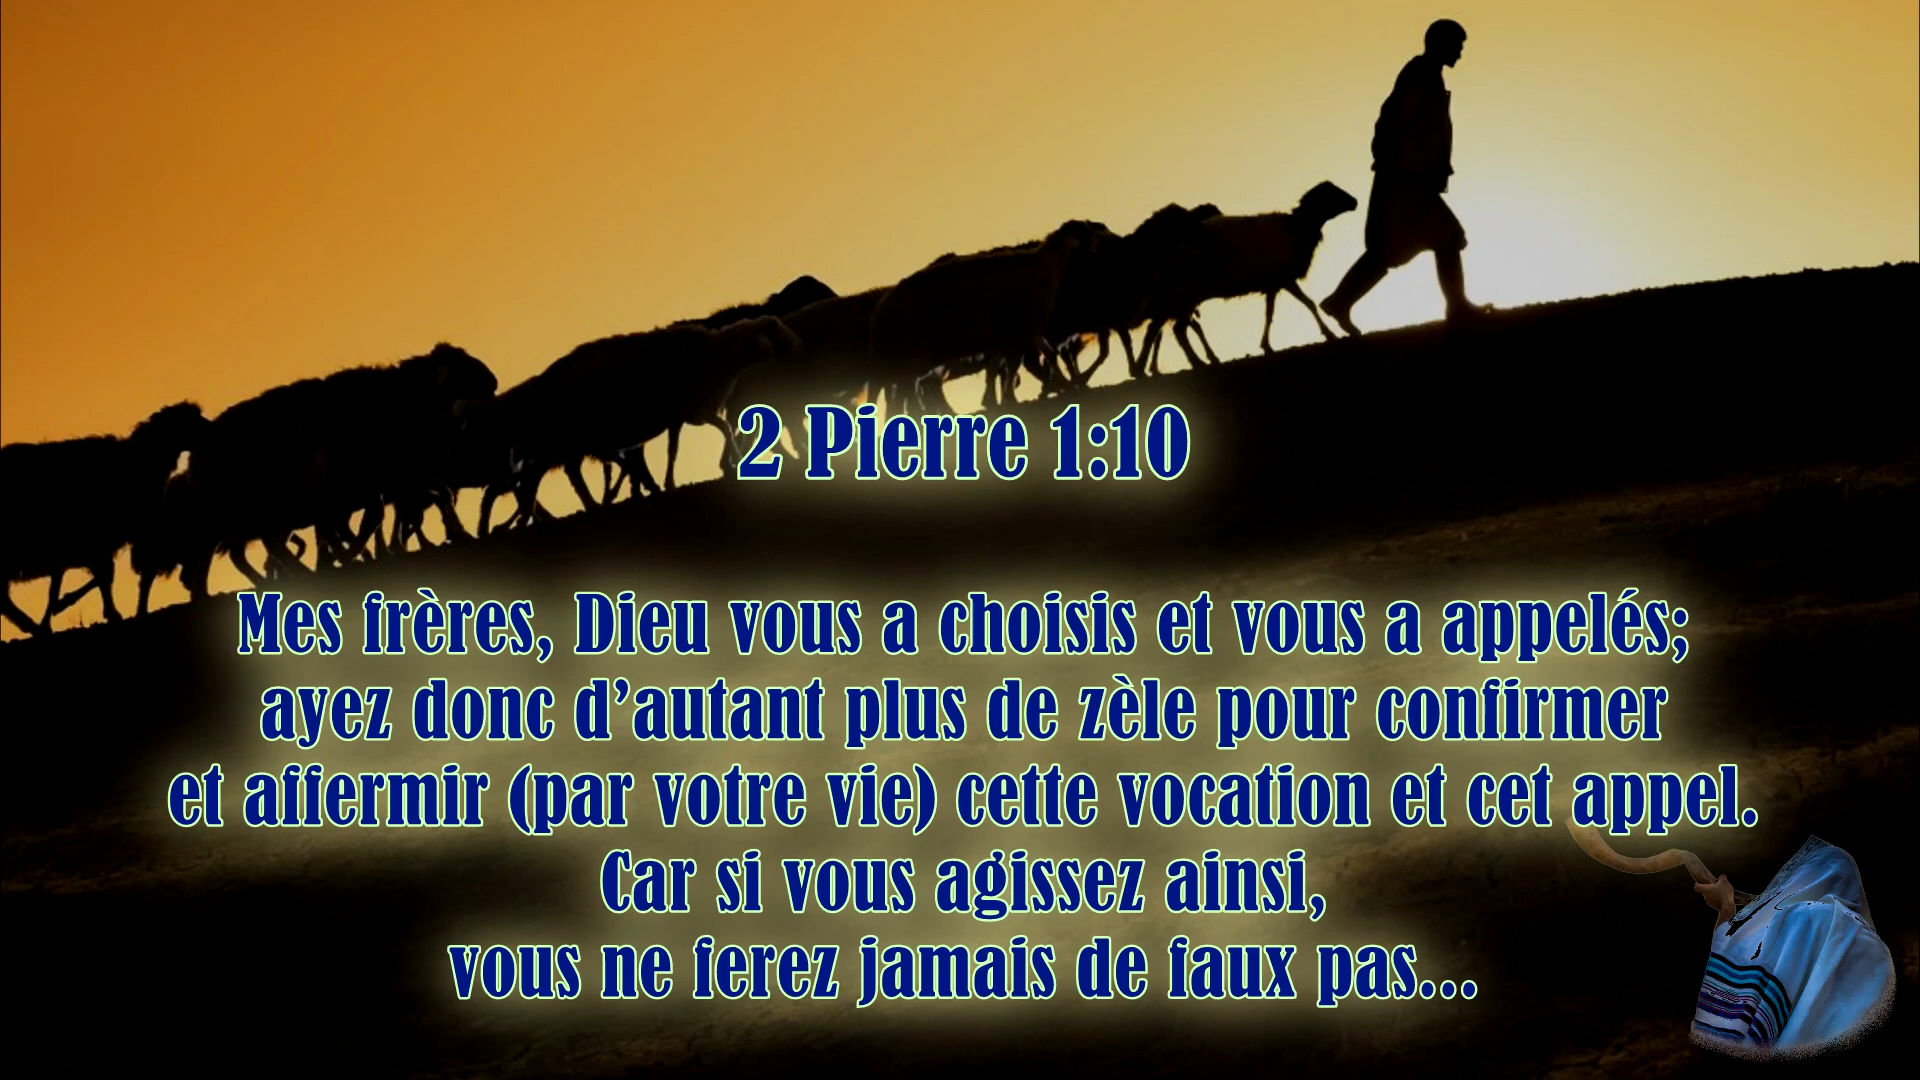 2 Pierre 1:10
Mes frères, Dieu vous a choisis et vous a appelés;
ayez donc d’autant plus de zèle pour confirmer
et affermir (par votre vie) cette vocation et cet appel.
Car si vous agissez ainsi,
vous ne ferez jamais de faux pas...